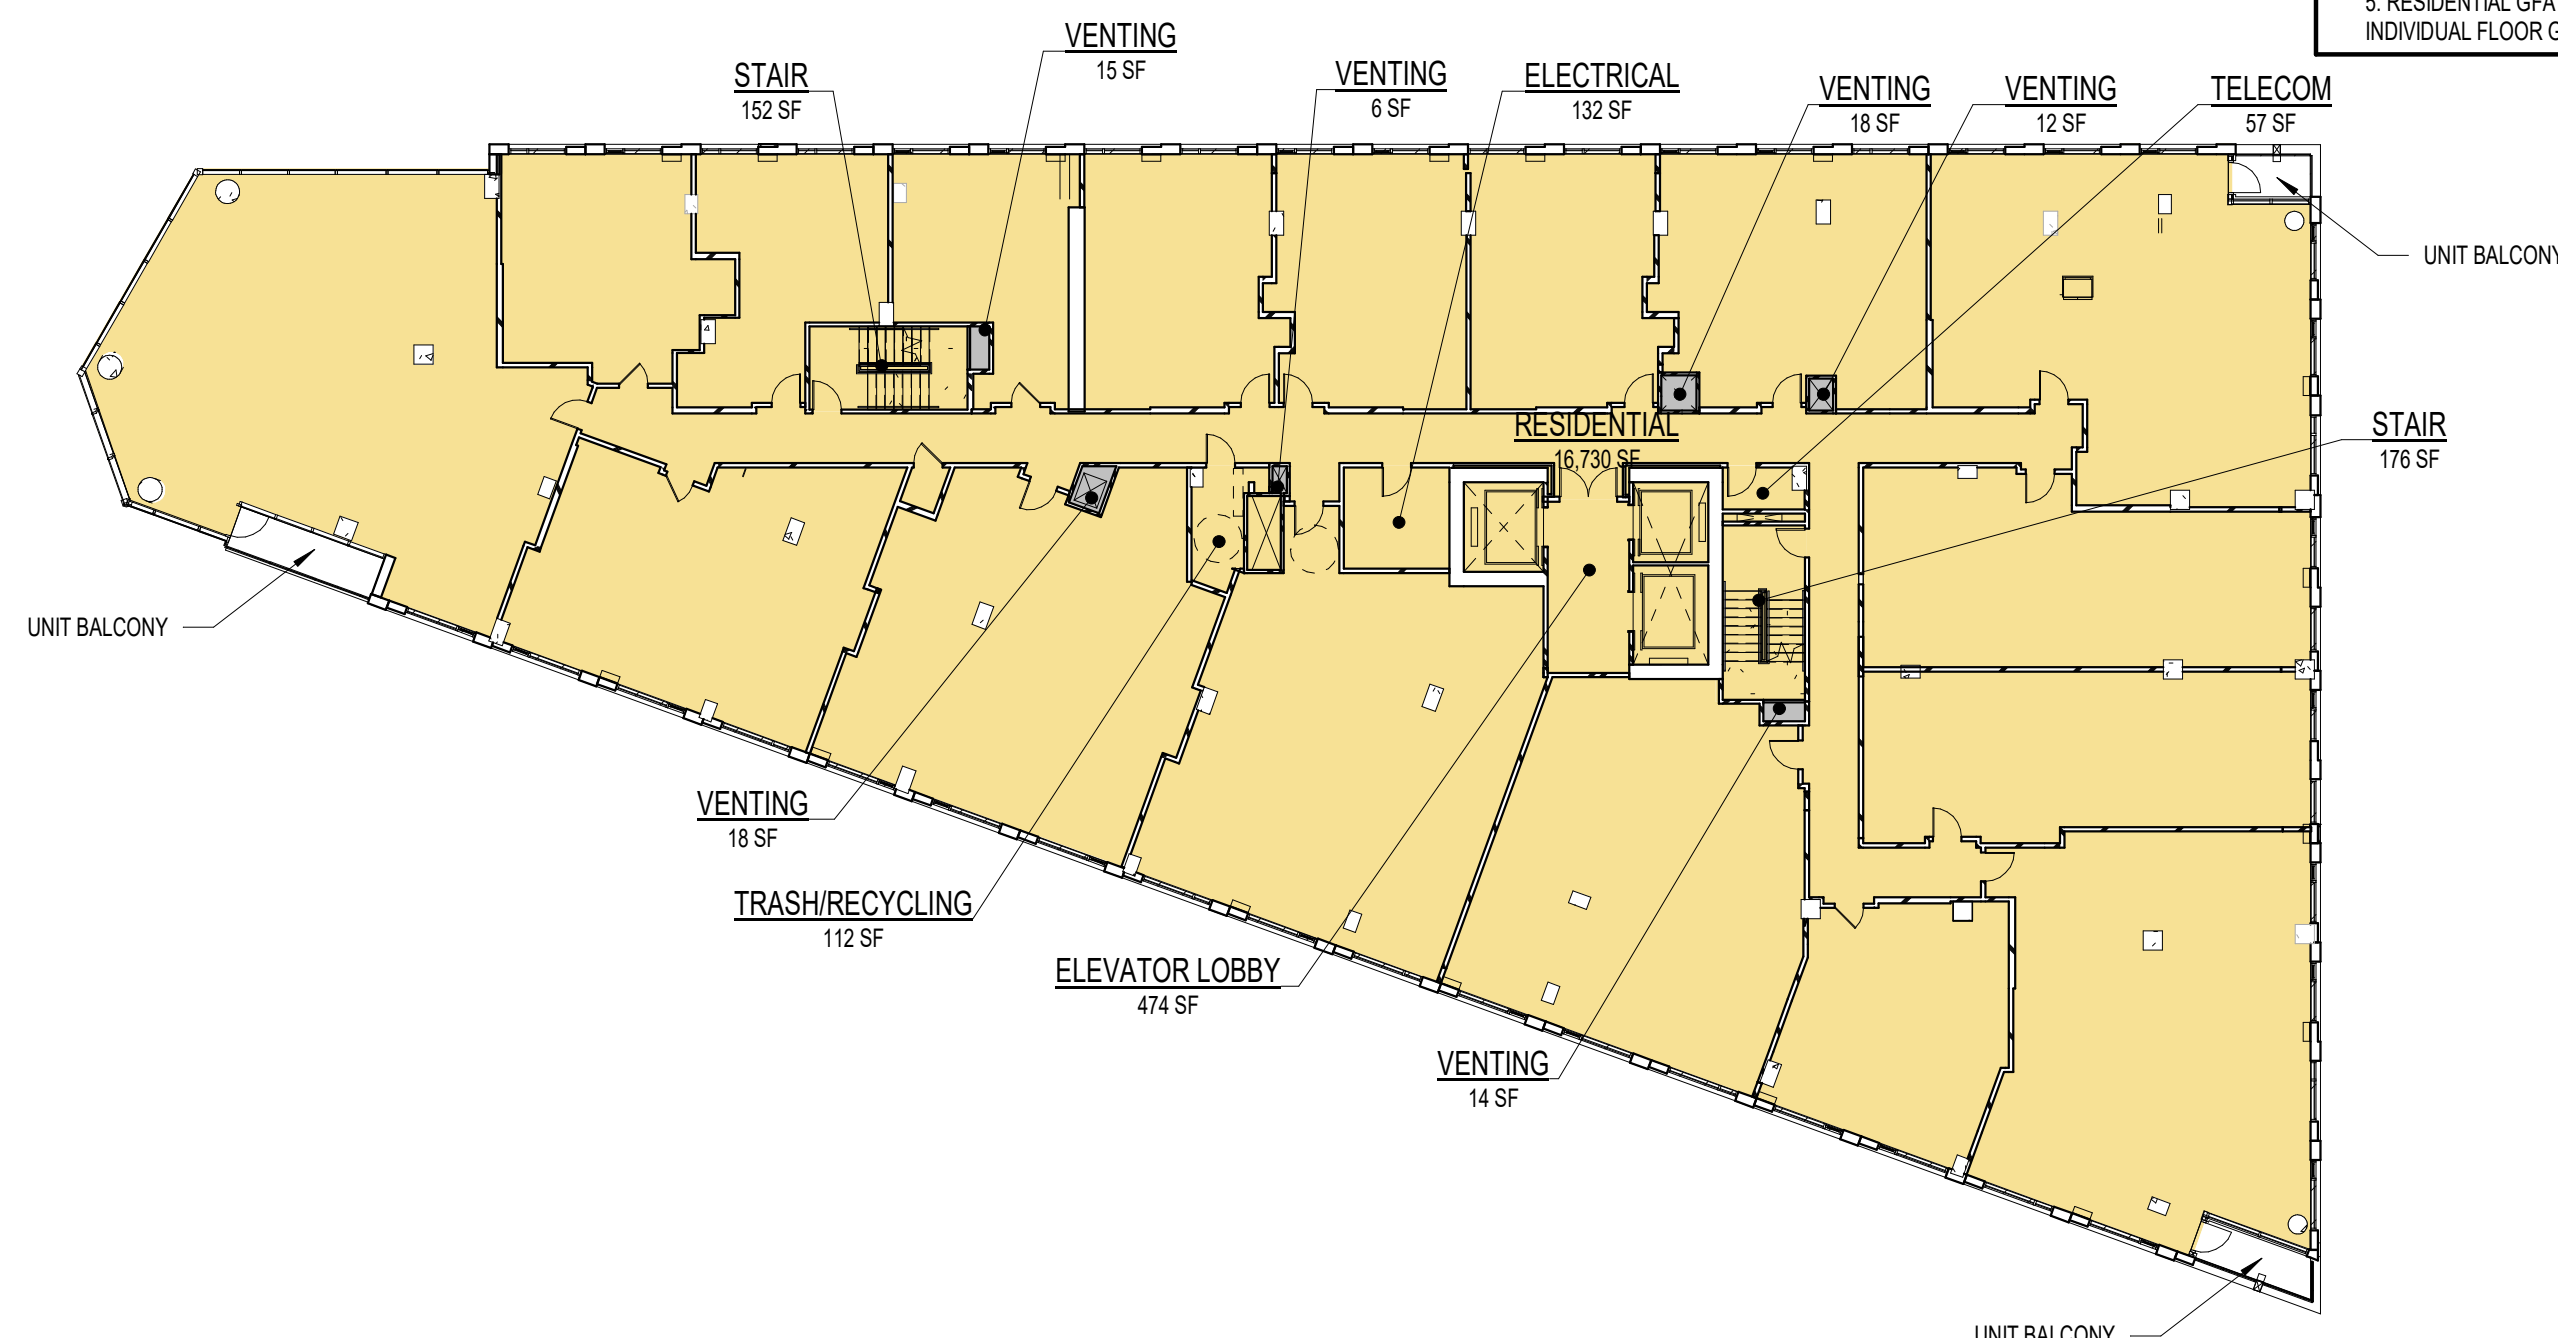 5. RESIDENTIAL GFA
INDIVIDUAL FLOOR G
VENTING
15 SF
STAIR
152 SF
VENTING
6 SF
ELECTRICAL
132 SF
VENTING
18 SF
VENTING
12 SF
TELECOM
57 SF
UNIT BALCONY
STAIR
176 SF
RESIDENTIAL
16,730 SF
UNIT BALCONY
VENTING
18 SF
TRASH/RECYCLING
112 SF
ELEVATOR LOBBY
474 SF
VENTING
14 SF
UNIT BALCONY